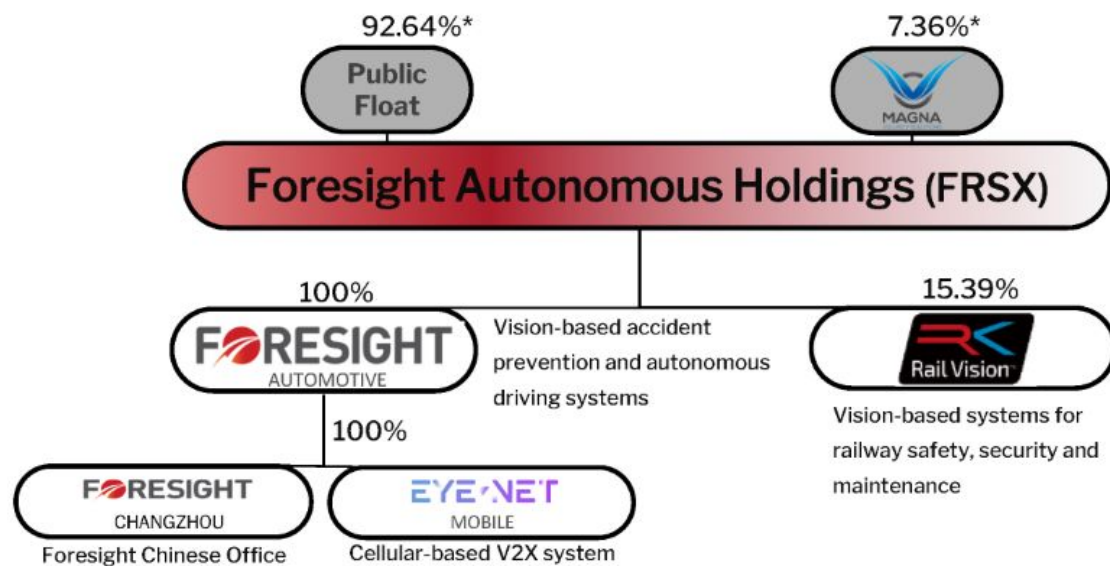 92.64%*
7.36%*
Public
Float
MAGNA
Foresight Autonomous Holdings (FRSX)
100%
15.39%
FORESIGHT
AUTOMOTIVE
Vision-based accident
prevention and autonomous
driving systems
Rail Vision
Vision-based systems for
railway safety, security and
maintenance
100%
FORESIGHT
CHANGZHOU
EYE-NET
MOBILE
Foresight Chinese Office
Cellular-based V2X system